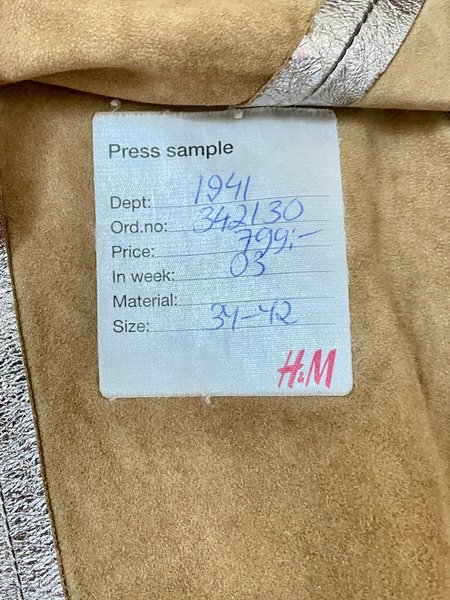 Press sample
Dept: 1941
Ord.no: 342130
Price: 799:-
In week: 03
Material:
Size: 34-42
H&M